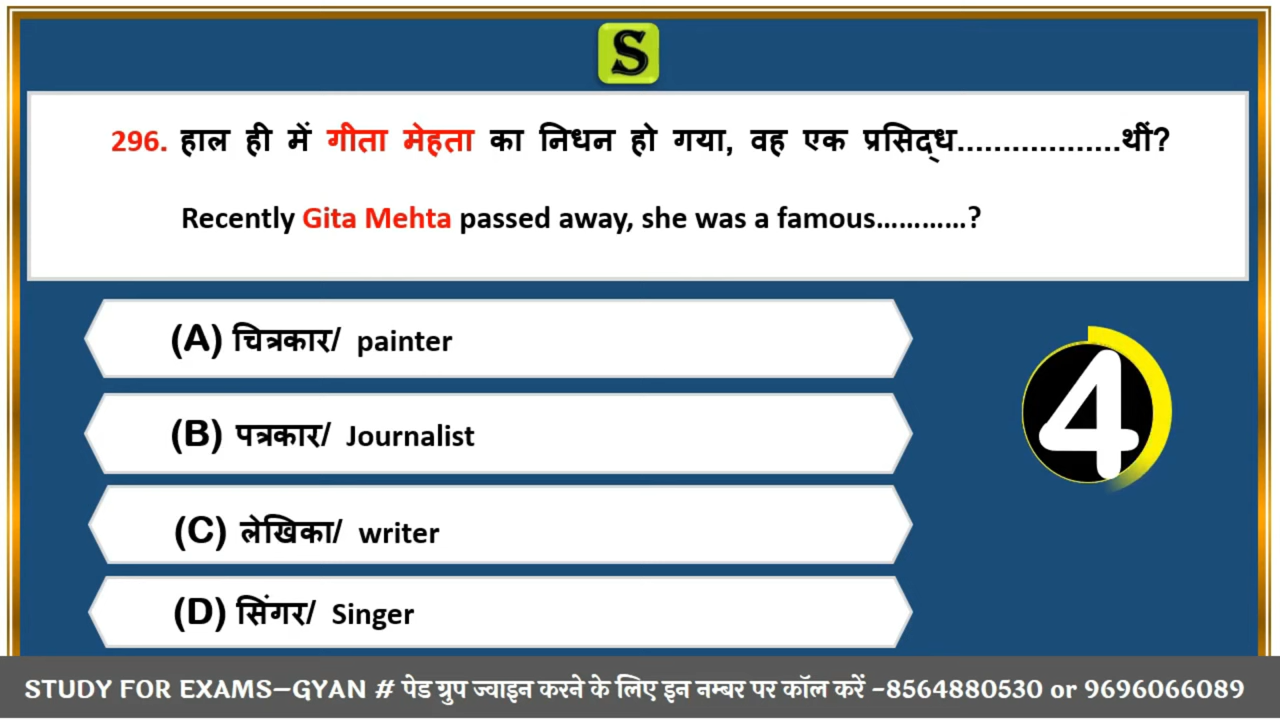 S
296. हाल ही में गीता मेहता का निधन हो गया, वह एक प्रसिद्ध..................थीं?
Recently Gita Mehta passed away, she was a famous............?
(A) चित्रकार/ painter
(B) पत्रकार/ Journalist
(C) लेखिका/ writer
(D) सिंगर/ Singer
4
STUDY FOR EXAMS–GYAN # पेड ग्रुप ज्वाइन करने के लिए इन नम्बर पर कॉल करें -8564880530 or 9696066089